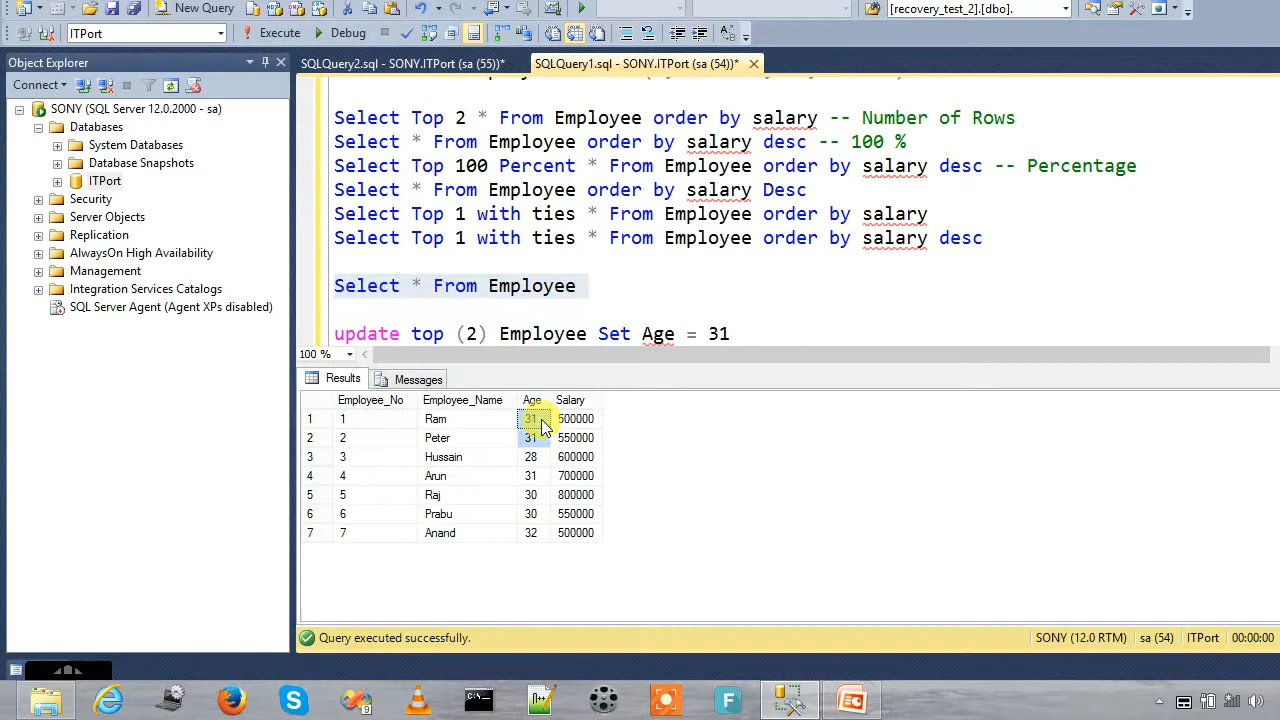 New Query
[recovery_test_2].[dbo].
ITPort
Execute
Debug
Object Explorer
SQLQuery2.sql - SONY.ITPort (sa (55))*
SQLQuery1.sql - SONY.ITPort (sa (54))*
Connect
SONY (SQL Server 12.0.2000 - sa)
Databases
System Databases
Database Snapshots
ITPort
Security
Server Objects
Replication
AlwaysOn High Availability
Management
Integration Services Catalogs
SQL Server Agent (Agent XPs disabled)
Select Top 2 * From Employee order by salary -- Number of Rows
Select * From Employee order by salary desc -- 100 %
Select Top 100 Percent * From Employee order by salary desc -- Percentage
Select * From Employee order by salary Desc
Select Top 1 with ties * From Employee order by salary
Select Top 1 with ties * From Employee order by salary desc
Select * From Employee
update top (2) Employee Set Age = 31
100 %
Results
Messages
Employee_No Employee_Name Age Salary
1 1 Ram 31 500000
2 2 Peter 31 550000
3 3 Hussain 28 600000
4 4 Arun 31 700000
5 5 Raj 30 800000
6 6 Prabu 30 550000
7 7 Anand 32 500000
Query executed successfully.
SONY (12.0 RTM)
sa (54)
ITPort
00:00:00